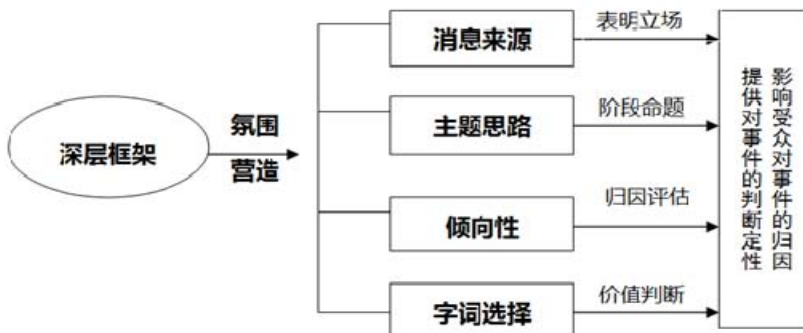 深层框架
氛围
营造
消息来源
主题思路
倾向性
字词选择
表明立场
阶段命题
归因评估
价值判断
影响受众对事件的归因
提供对事件的判断定性